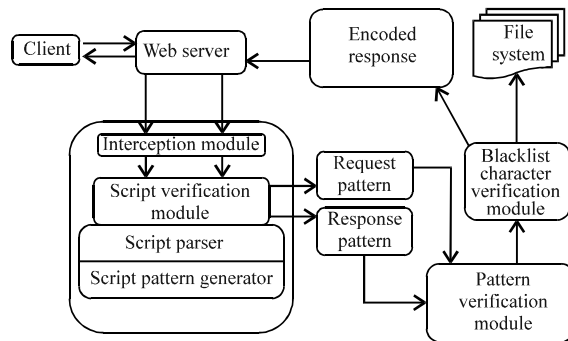 Client
Web server
Encoded
response
File
system
Interception module
Script verification
module
Script parser
Script pattern generator
Request
pattern
Response
pattern
Blacklist
character
verification
module
Pattern
verification
module